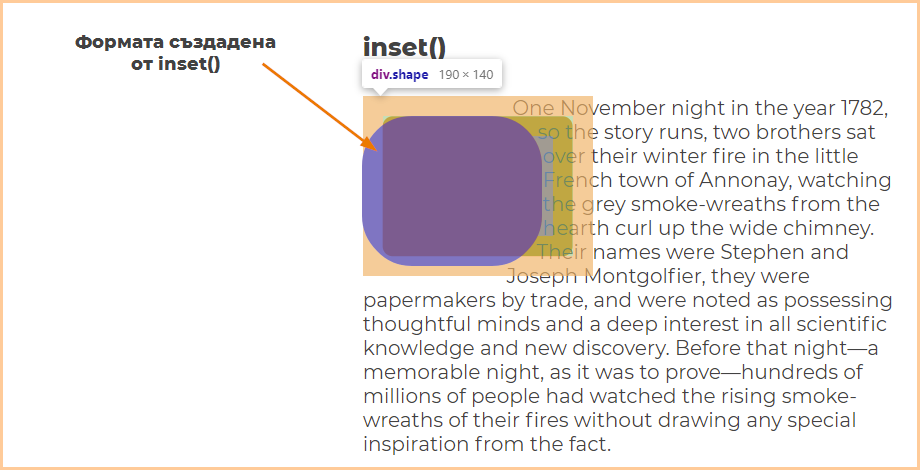 Формата създадена
от inset()
inset()
div.shape 190 × 140
One November night in the year 1782,
so the story runs, two brothers sat
over their winter fire in the little
French town of Annonay, watching
the grey smoke-wreaths from the
hearth curl up the wide chimney.
Their names were Stephen and
Joseph Montgolfier, they were
papermakers by trade, and were noted as possessing
thoughtful minds and a deep interest in all scientific
knowledge and new discovery. Before that night—a
memorable night, as it was to prove—hundreds of
millions of people had watched the rising smoke-
wreaths of their fires without drawing any special
inspiration from the fact.